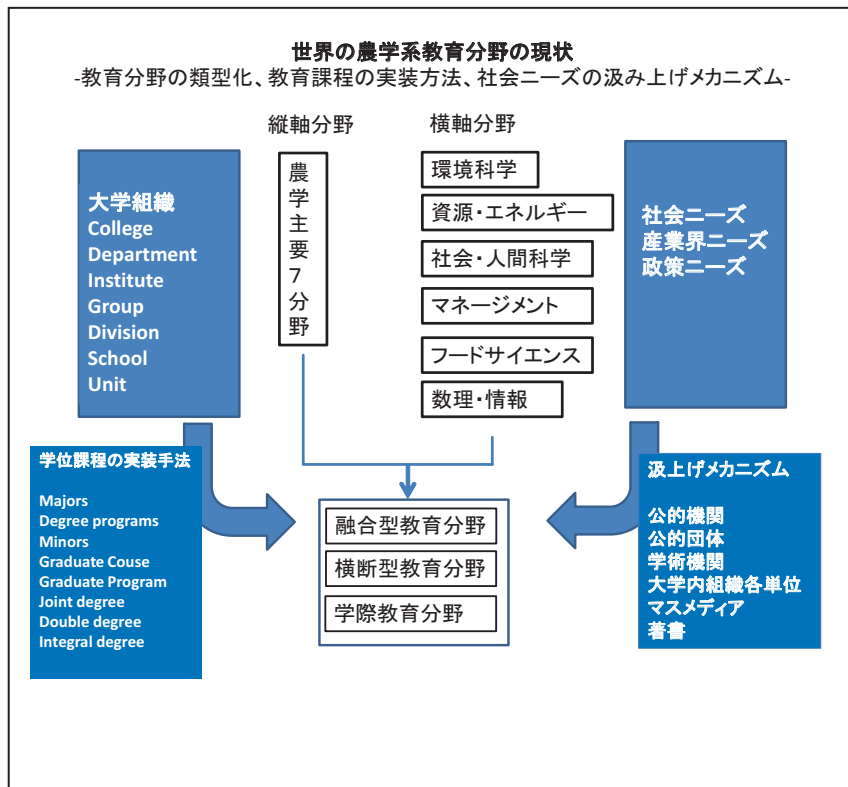 世界の農学系教育分野の現状
-教育分野の類型化、教育課程の実装方法、社会ニーズの汲み上げメカニズム-
縦軸分野
横軸分野
大学組織
College
Department
Institute
Group
Division
School
Unit
農学主要7分野
環境科学
資源・エネルギー
社会・人間科学
マネージメント
フードサイエンス
数理・情報
社会ニーズ
産業界ニーズ
政策ニーズ
学位課程の実装手法
Majors
Degree programs
Minors
Graduate Couse
Graduate Program
Joint degree
Double degree
Integral degree
融合型教育分野
横断型教育分野
学際教育分野
汲上げメカニズム
公的機関
公的団体
学術機関
大学内組織各単位
マスメディア
著書